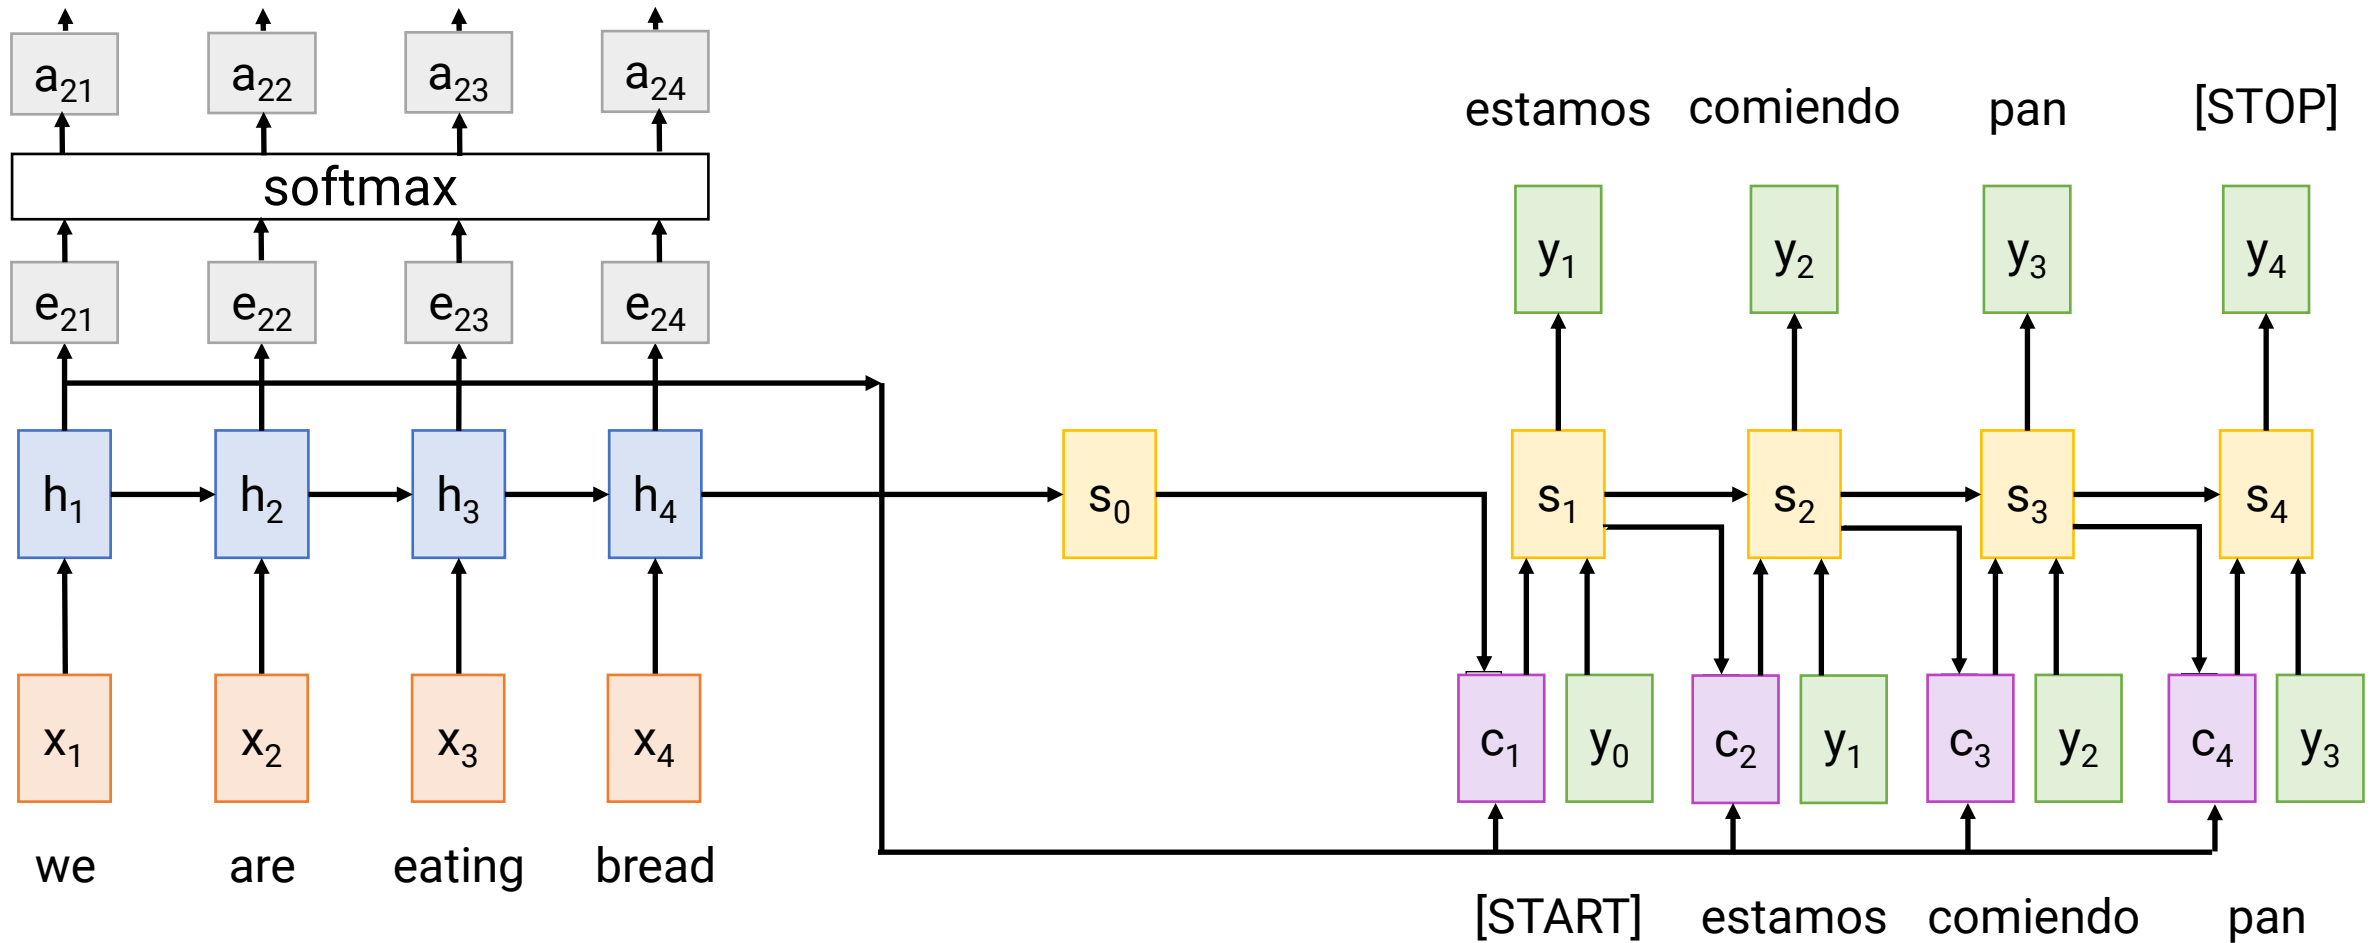 a21 a22 a23 a24
estamos comiendo pan [STOP]
softmax
y1 y2 y3 y4
e21 e22 e23 e24
h1 h2 h3 h4 s0 s1 s2 s3 s4
x1 x2 x3 x4 c1 y0 c2 y1 c3 y2 c4 y3
we are eating bread
[START] estamos comiendo pan